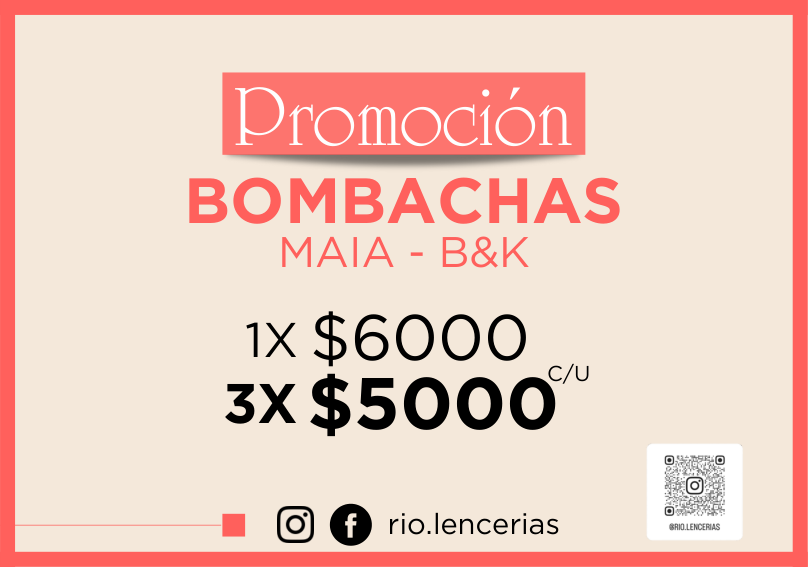 Promoción
BOMBACHAS
MAIA - B&K
1X $6000
3X $5000 C/U
rio.lencerias
@RIO.LENCERIAS